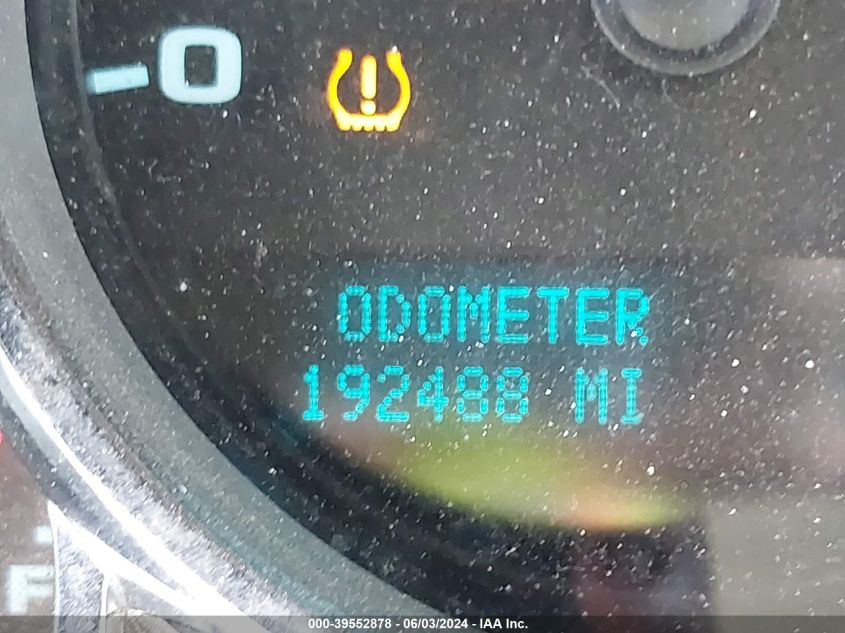 0
ODOMETER
192488 MI
F
000-39552878 - 06/03/2024 - IAA Inc.